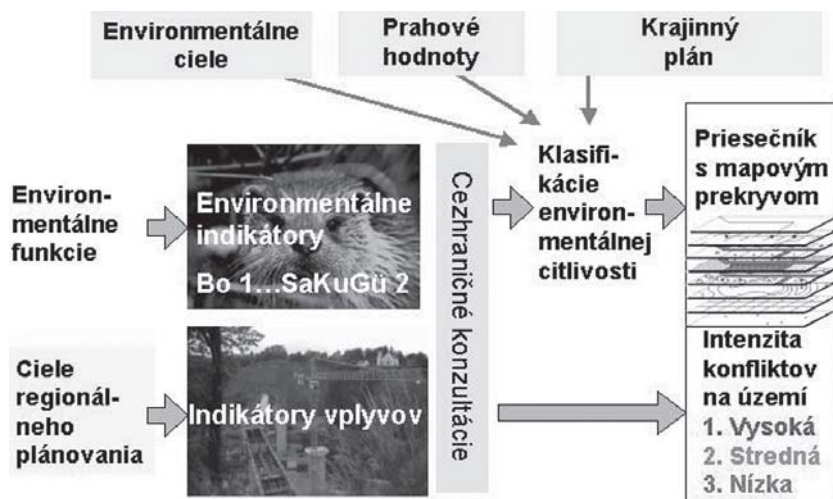 Environmentálne
ciele
Prahové
hodnoty
Krajinný
plán
Environ-
mentálne
funkcie
Environmentálne
indikátory
Bo 1...SaKuGü 2
Cezhraničné konzultácie
Klasifi-
kácie
environ-
mentálnej
citlivosti
Priesečník
s mapovým
prekryvom
Ciele
regionál-
neho
plánovania
Indikátory vplyvov
Intenzita
konfliktov
na území
1. Vysoká
2. Stredná
3. Nízka